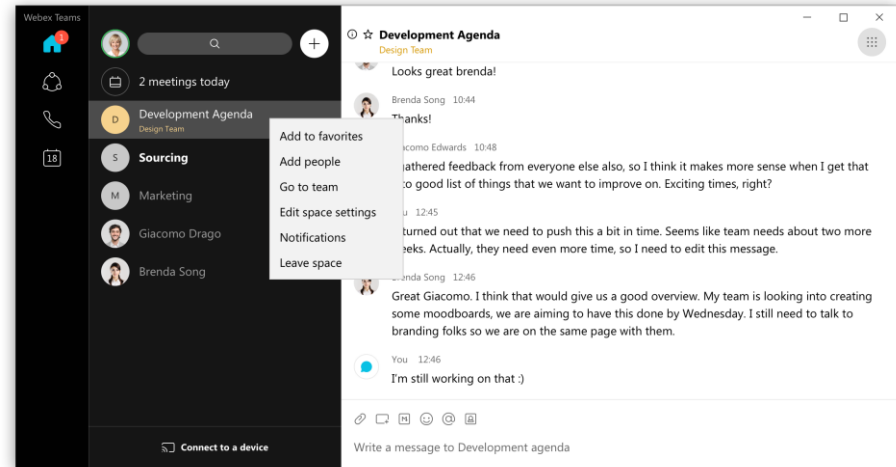 Webex Teams
1
18
2 meetings today
D
Development Agenda
Design Team
S
Sourcing
M
Marketing
Giacomo Drago
Brenda Song
Connect to a device
Add to favorites
Add people
Go to team
Edit space settings
Notifications
Leave space
Development Agenda
Design Team
Looks great brenda!
Brenda Song 10:44
Thanks!
Edwards 10:48
gathered feedback from everyone else also, so I think it makes more sense when I get that
to good list of things that we want to improve on. Exciting times, right?
12:45
turned out that we need to push this a bit in time. Seems like team needs about two more
Actually, they need even more time, so I need to edit this message.
Song 12:46
Great Giacomo. I think that would give us a good overview. My team is looking into creating
some moodboards, we are aiming to have this done by Wednesday. I still need to talk to
branding folks so we are on the same page with them.
You 12:46
I'm still working on that :)
Write a message to Development agenda